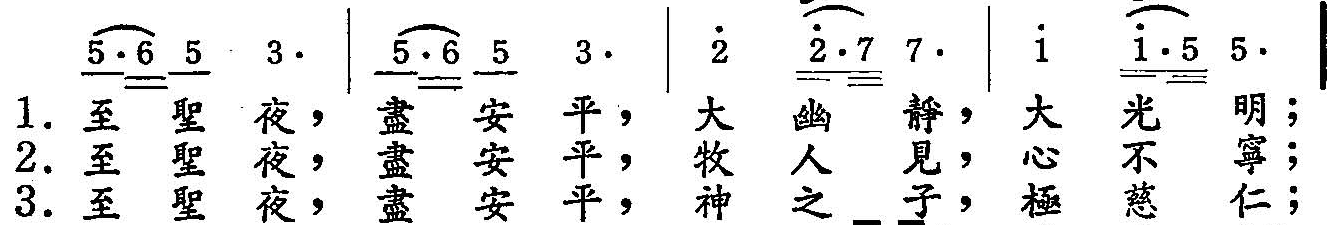 5·6 5 3· | 5·6 5 3· | 2̇ 2̇·7 7· | 1̇ 1̇·5 5· |
1. 至 聖 夜， 盡 安 平， 大 幽 靜， 大 光 明；
2. 至 聖 夜， 盡 安 平， 牧 人 見， 心 不 寧；
3. 至 聖 夜， 盡 安 平， 神 之 子， 極 慈 仁；